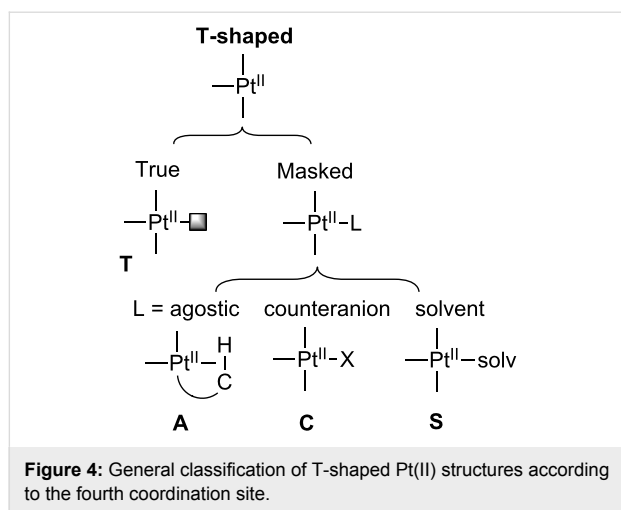 T-shaped
Pt^II
True Masked
Pt^II Pt^II-L
T
L = agostic counteranion solvent
Pt^II H C Pt^II-X Pt^II-solv
A C S
Figure 4: General classification of T-shaped Pt(II) structures according
to the fourth coordination site.